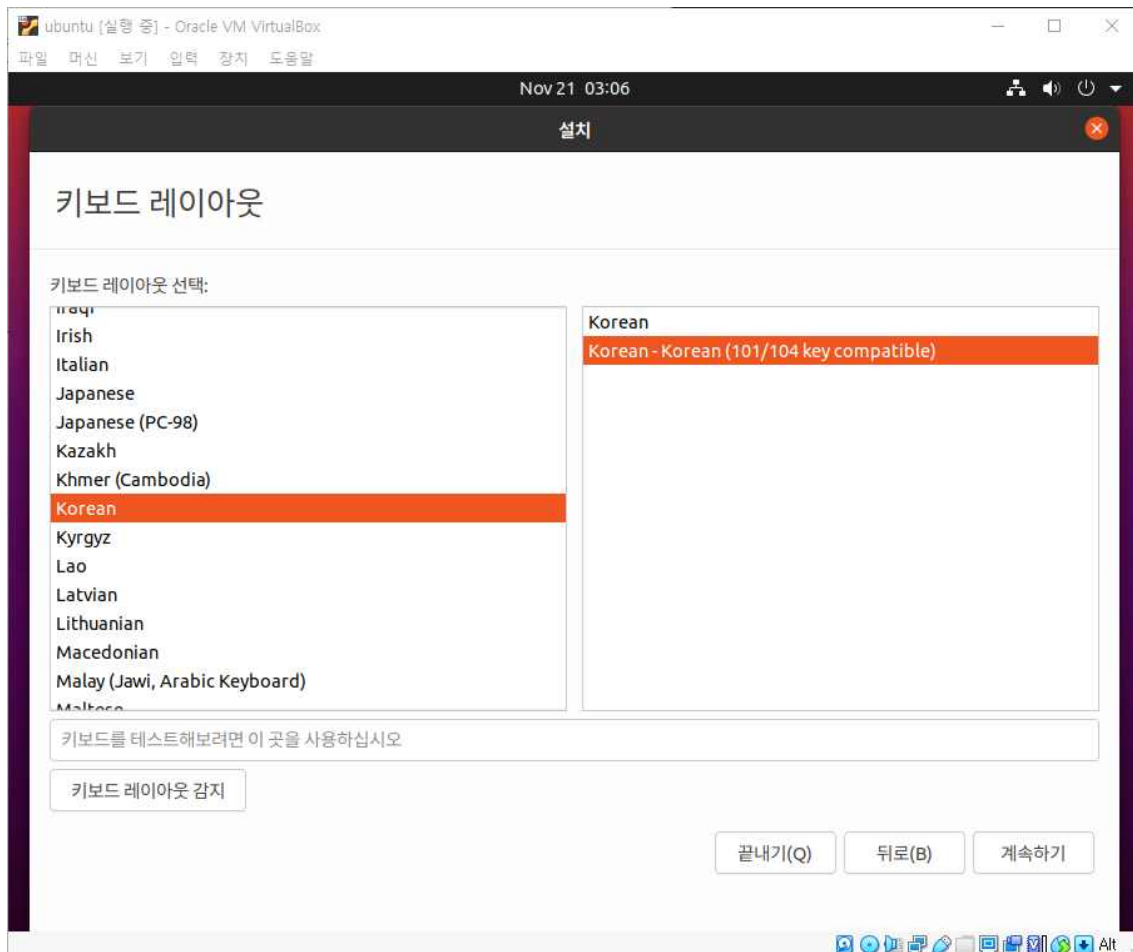 ubuntu [실행 중] - Oracle VM VirtualBox
파일 머신 보기 입력 장치 도움말
Nov 21 03:06
설치
키보드 레이아웃
키보드 레이아웃 선택:
Iraqi
Irish
Italian
Japanese
Japanese (PC-98)
Kazakh
Khmer (Cambodia)
Korean
Kyrgyz
Lao
Latvian
Lithuanian
Macedonian
Malay (Jawi, Arabic Keyboard)
Maltese
Korean
Korean - Korean (101/104 key compatible)
키보드를 테스트해보려면 이 곳을 사용하십시오
키보드 레이아웃 감지
끝내기(Q) 뒤로(B) 계속하기
Alt